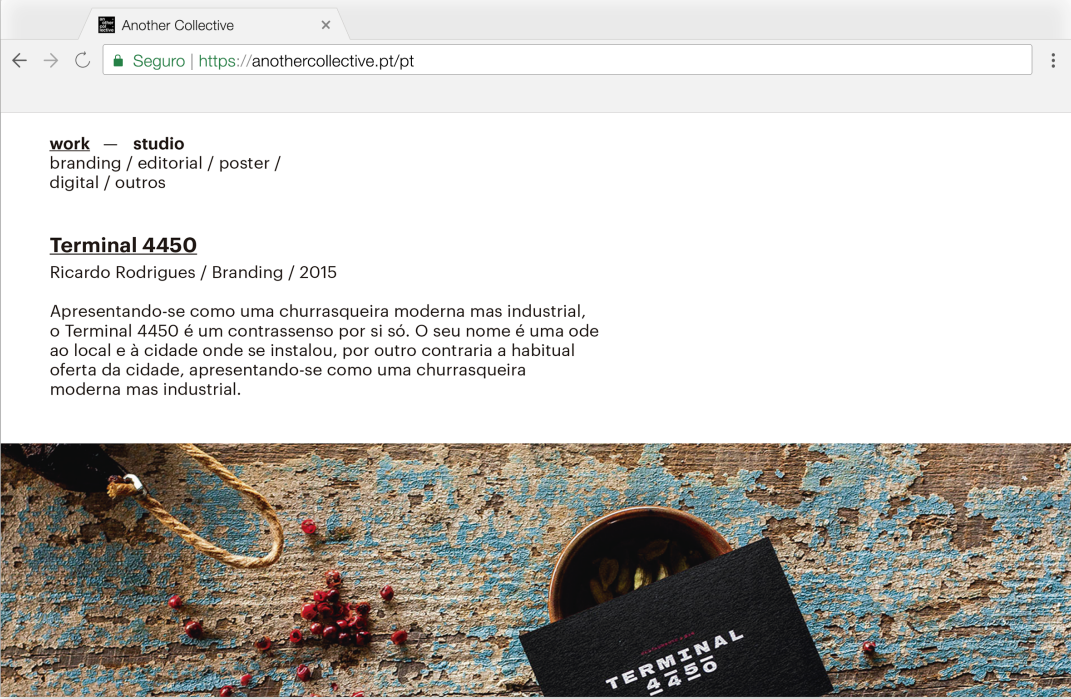 Another Collective
Seguro | https://anothercollective.pt/pt
work — studio
branding / editorial / poster /
digital / outros
Terminal 4450
Ricardo Rodrigues / Branding / 2015
Apresentando-se como uma churrasqueira moderna mas industrial,
o Terminal 4450 é um contrassenso por si só. O seu nome é uma ode
ao local e à cidade onde se instalou, por outro contraria a habitual
oferta da cidade, apresentando-se como uma churrasqueira
moderna mas industrial.
TERMINAL
4450